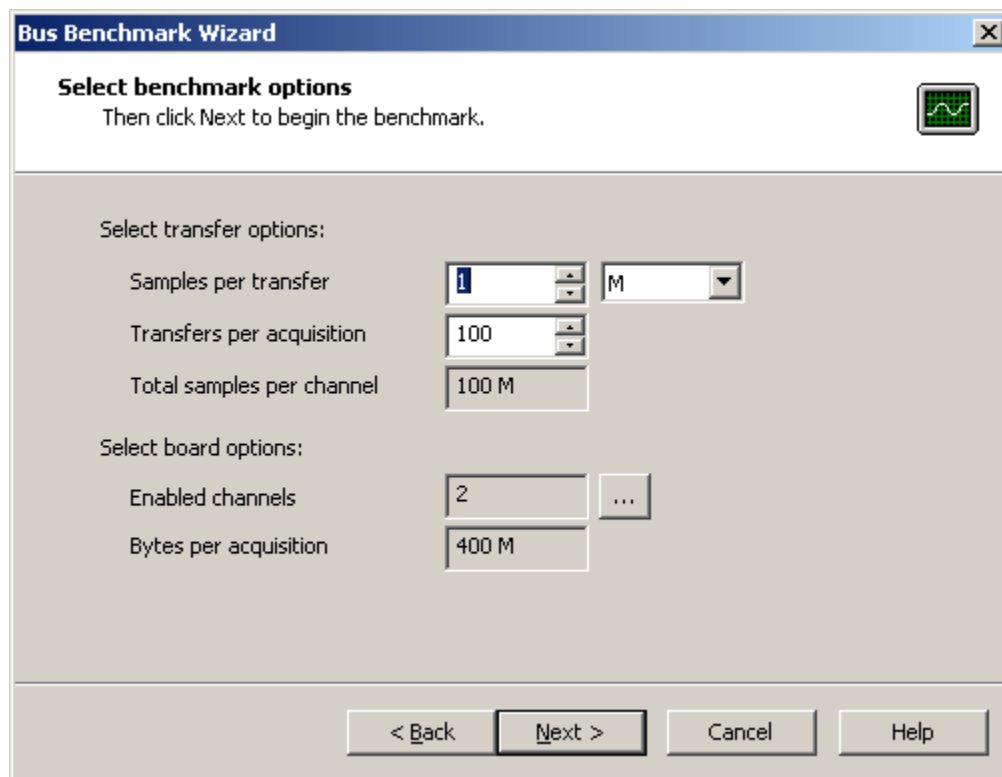 Bus Benchmark Wizard
Select benchmark options
Then click Next to begin the benchmark.
Select transfer options:
Samples per transfer 1 M
Transfers per acquisition 100
Total samples per channel 100 M
Select board options:
Enabled channels 2 ...
Bytes per acquisition 400 M
< Back Next > Cancel Help